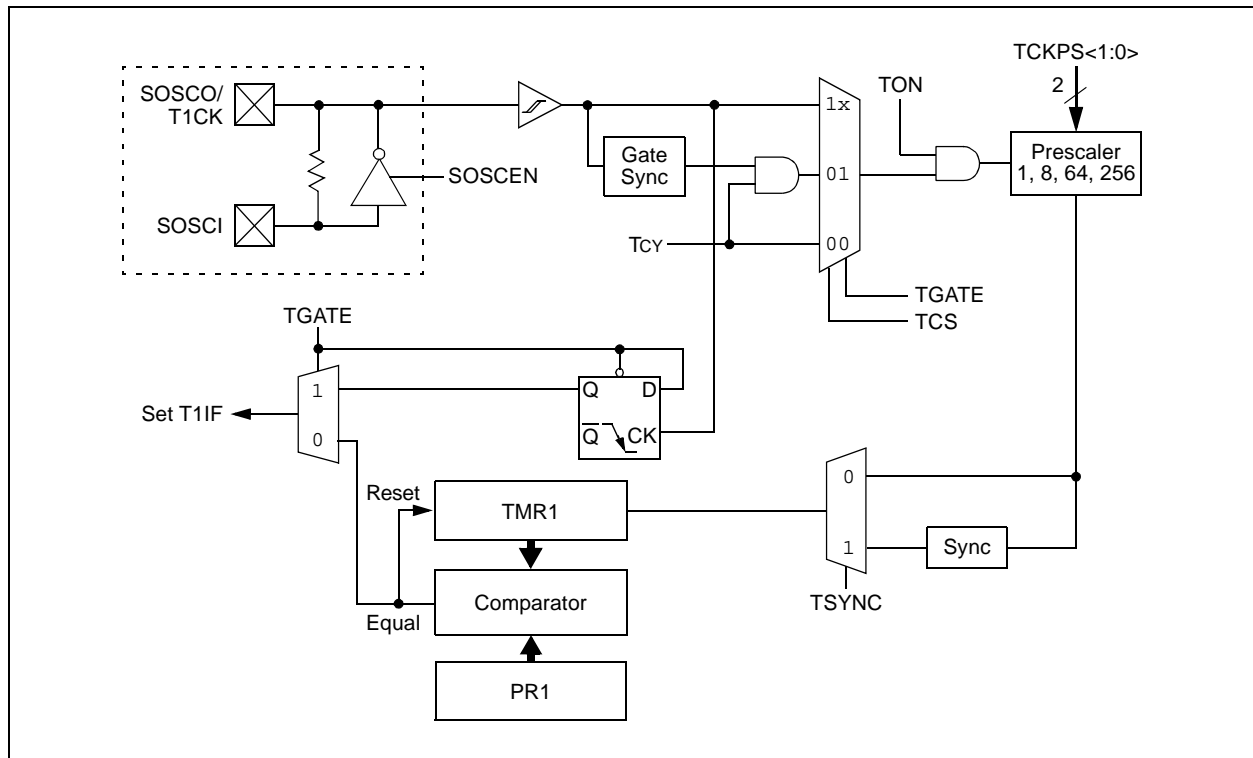 TCKPS<1:0>
SOSCO/
T1CK
TON
2
1x
Gate
Sync
Prescaler
1, 8, 64, 256
SOSCEN
01
SOSCI
TCY
00
TGATE
TCS
TGATE
1
Q
D
Set T1IF
0
Q
CK
Reset
TMR1
0
1
Sync
Comparator
TSYNC
Equal
PR1